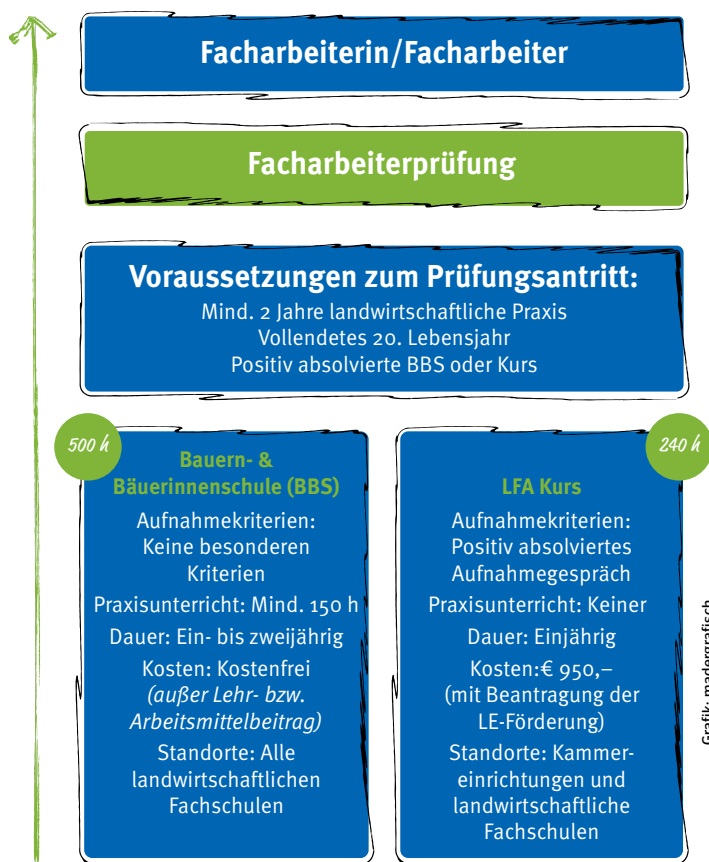 Facharbeiterin/Facharbeiter
Facharbeiterprüfung
Voraussetzungen zum Prüfungsantritt:
Mind. 2 Jahre landwirtschaftliche Praxis
Vollendetes 20. Lebensjahr
Positiv absolvierte BBS oder Kurs
500 h
Bauern- &
Bäuerinnenschule (BBS)
Aufnahmekriterien:
Keine besonderen
Kriterien
Praxisunterricht: Mind. 150 h
Dauer: Ein- bis zweijährig
Kosten: Kostenfrei
(außer Lehr- bzw.
Arbeitsmittelbeitrag)
Standorte: Alle
landwirtschaftlichen
Fachschulen
240 h
LFA Kurs
Aufnahmekriterien:
Positiv absolviertes
Aufnahmegespräch
Praxisunterricht: Keiner
Dauer: Einjährig
Kosten:€ 950,–
(mit Beantragung der
LE-Förderung)
Standorte: Kammer-
einrichtungen und
landwirtschaftliche
Fachschulen
Grafik: madergrafisch